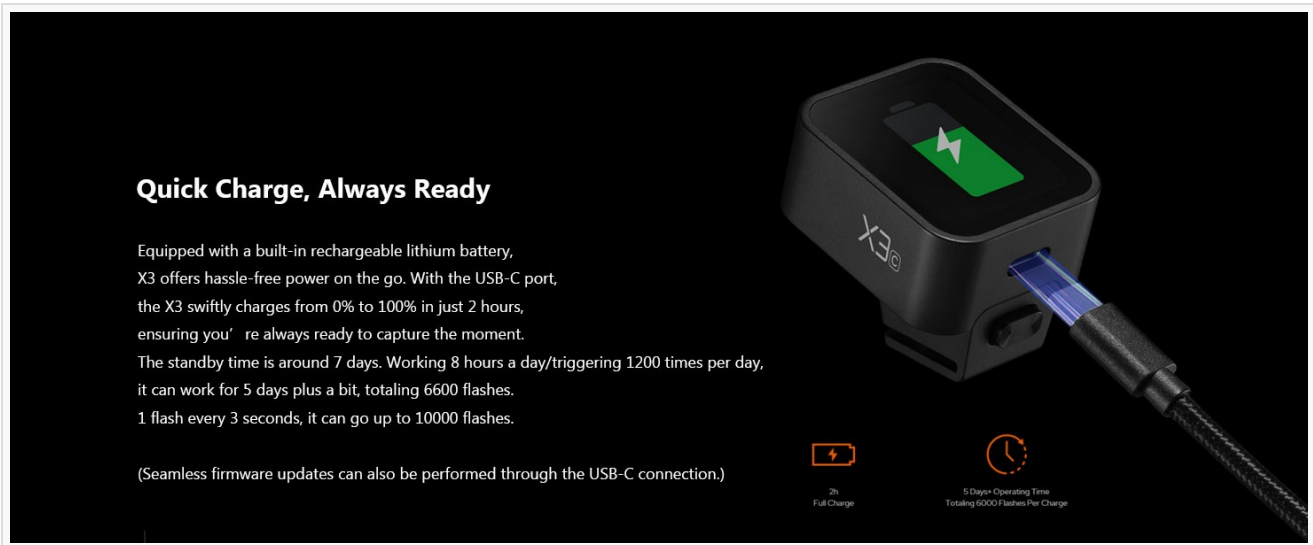 Quick Charge, Always Ready
Equipped with a built-in rechargeable lithium battery,
X3 offers hassle-free power on the go. With the USB-C port,
the X3 swiftly charges from 0% to 100% in just 2 hours,
ensuring you' re always ready to capture the moment.
The standby time is around 7 days. Working 8 hours a day/triggering 1200 times per day,
it can work for 5 days plus a bit, totaling 6600 flashes.
1 flash every 3 seconds, it can go up to 10000 flashes.
(Seamless firmware updates can also be performed through the USB-C connection.)
X3 C
2h
Full Charge
5 Days+ Operating Time
Totaling 6000 Flashes Per Charge